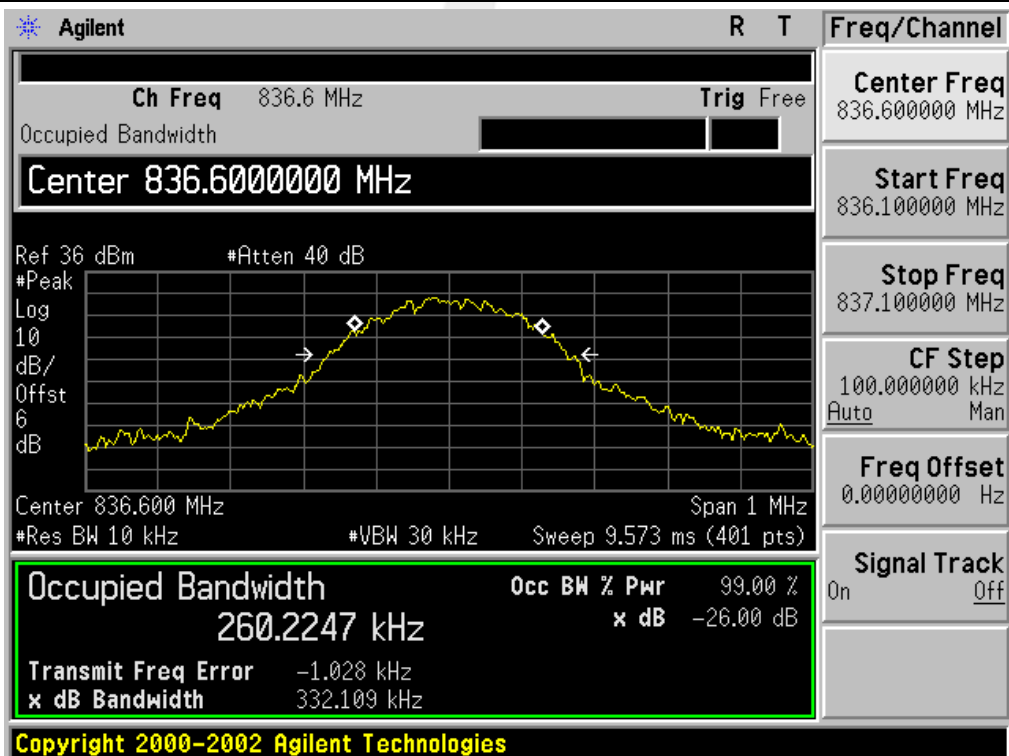 Agilent R T
Ch Freq 836.6 MHz Trig Free
Occupied Bandwidth
Center 836.6000000 MHz
Ref 36 dBm #Atten 40 dB
#Peak
Log
10
dB/
Offst
6
dB
Center 836.600 MHz Span 1 MHz
#Res BW 10 kHz #VBW 30 kHz Sweep 9.573 ms (401 pts)
Occupied Bandwidth Occ BW % Pwr 99.00 %
260.2247 kHz x dB -26.00 dB
Transmit Freq Error -1.028 kHz
x dB Bandwidth 332.109 kHz
Copyright 2000-2002 Agilent Technologies
Freq/Channel
Center Freq
836.600000 MHz
Start Freq
836.100000 MHz
Stop Freq
837.100000 MHz
CF Step
100.000000 kHz
Auto Man
Freq Offset
0.00000000 Hz
Signal Track
On Off